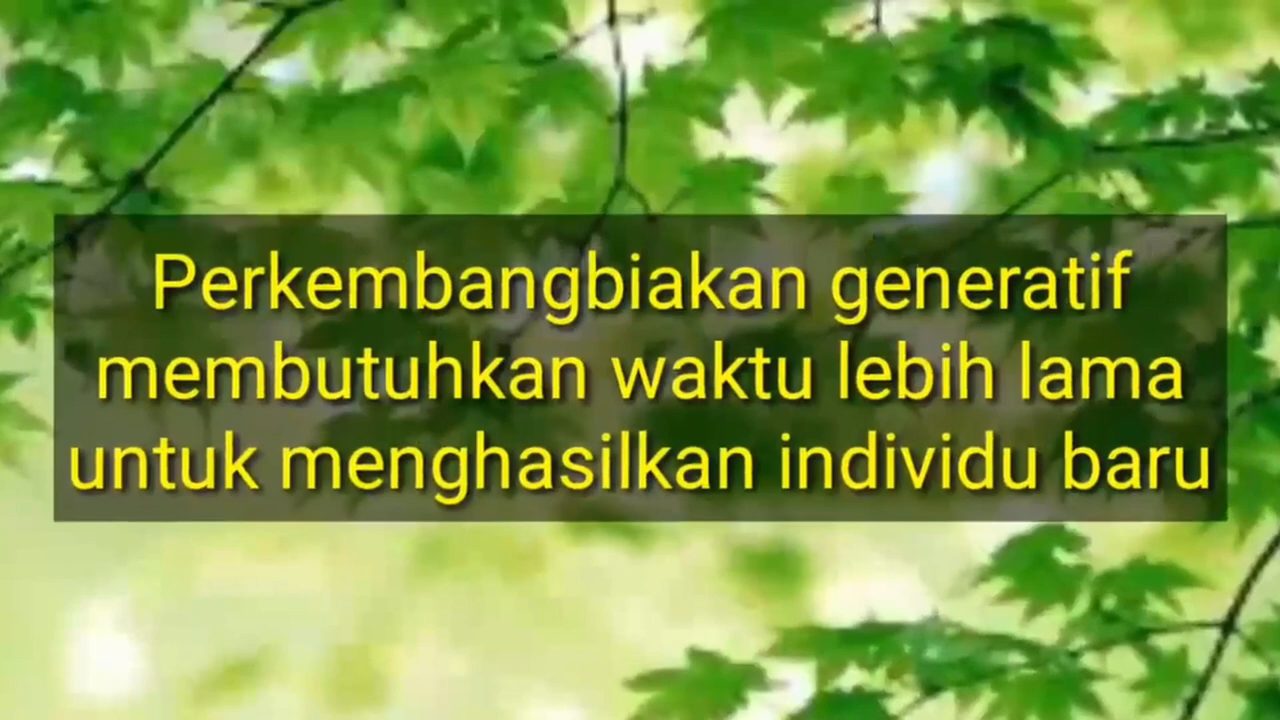 Perkembangbiakan generatif
membutuhkan waktu lebih lama
untuk menghasilkan individu baru